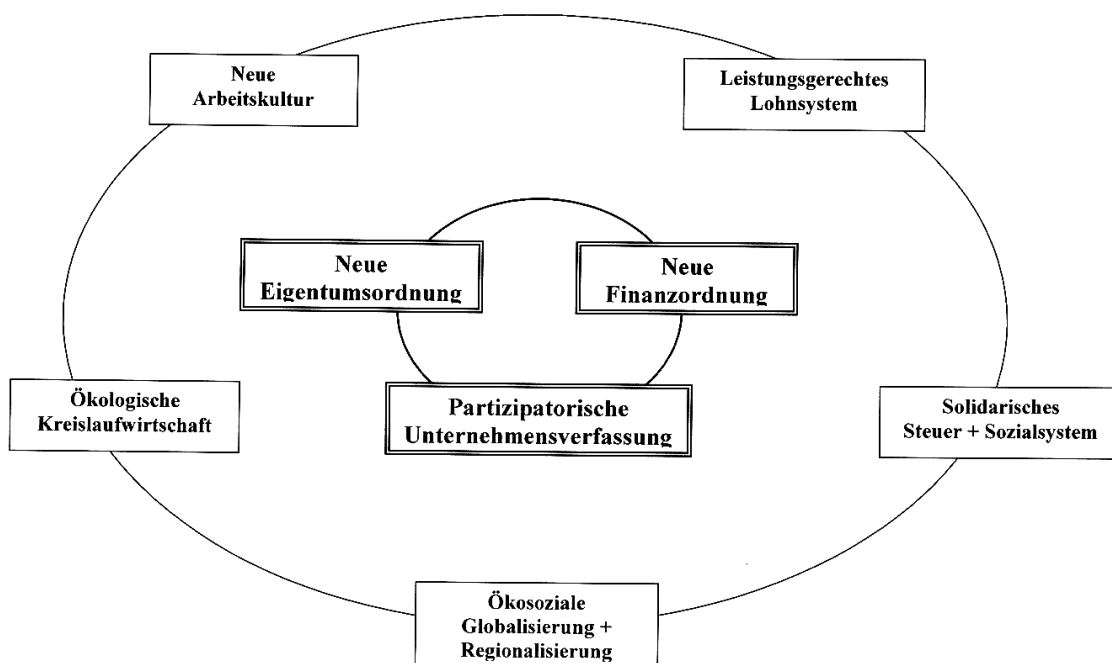 Neue
Arbeitskultur
Leistungsgerechtes
Lohnsystem
Neue
Eigentumsordnung
Neue
Finanzordnung
Ökologische
Kreislaufwirtschaft
Partizipatorische
Unternehmensverfassung
Solidarisches
Steuer + Sozialsystem
Ökosoziale
Globalisierung +
Regionalisierung